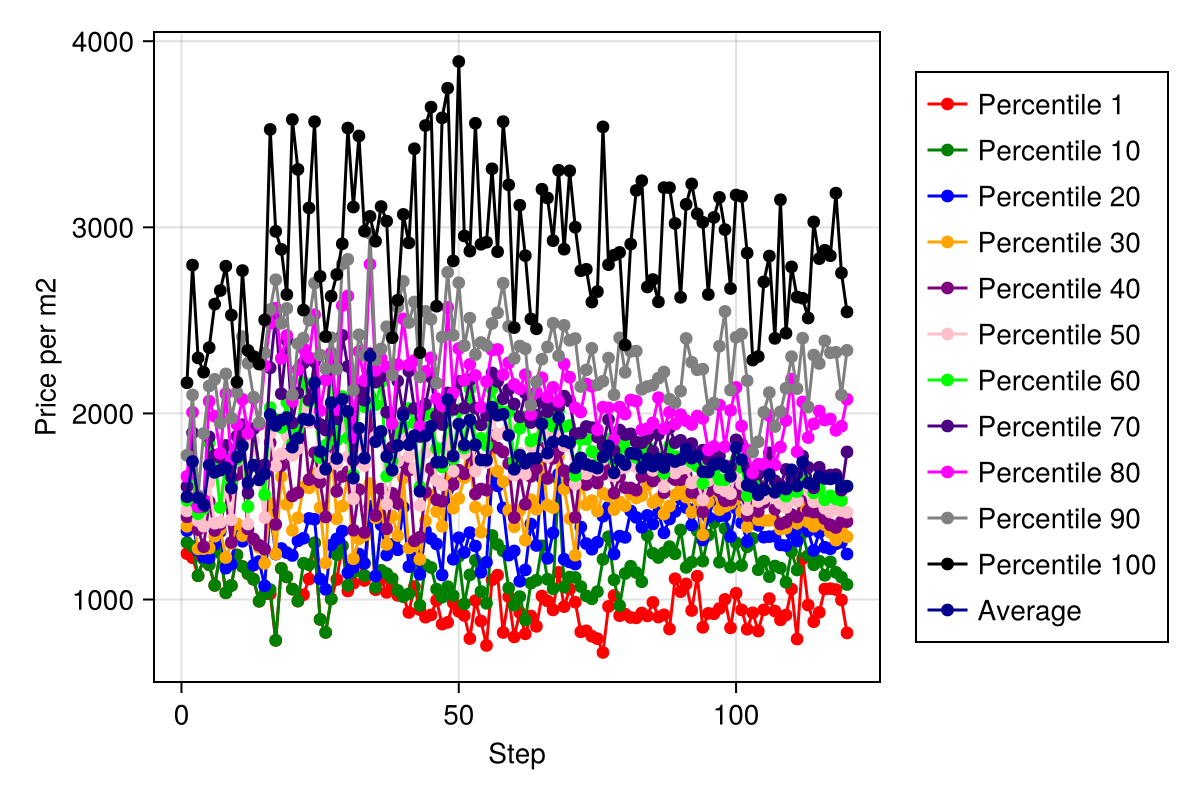 4000
3000
2000
1000
Price per m2
0
50
100
Step
Percentile 1
Percentile 10
Percentile 20
Percentile 30
Percentile 40
Percentile 50
Percentile 60
Percentile 70
Percentile 80
Percentile 90
Percentile 100
Average